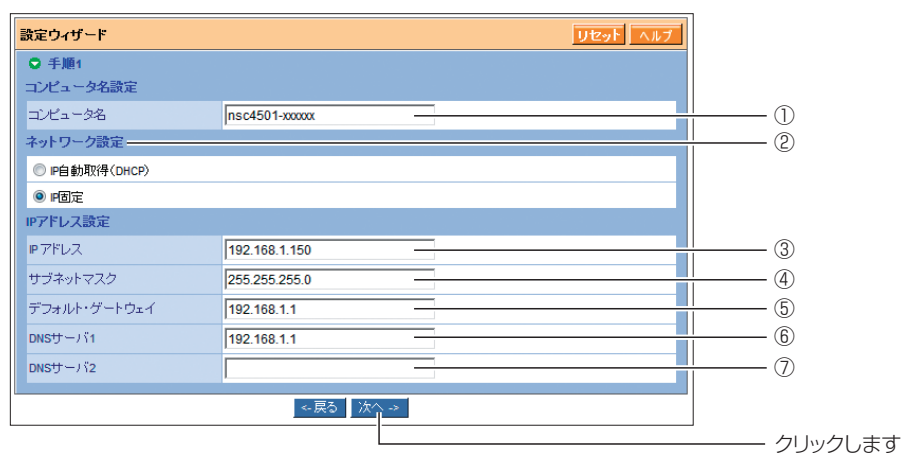 設定ウィザード リセット ヘルプ
手順1
コンピュータ名設定
コンピュータ名 nsc4501-xxxxxx ①
ネットワーク設定 ②
IP自動取得(DHCP)
IP固定
IPアドレス設定
IP アドレス 192.168.1.150 ③
サブネットマスク 255.255.255.0 ④
デフォルト・ゲートウェイ 192.168.1.1 ⑤
DNSサーバ1 192.168.1.1 ⑥
DNSサーバ2 ⑦
<-戻る 次へ->
クリックします